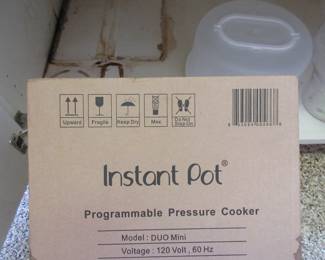 Upward Fragile Keep Dry Max. Do Not Step On
Instant Pot®
Programmable Pressure Cooker
Model : DUO Mini
Voltage : 120 Volt , 60 Hz